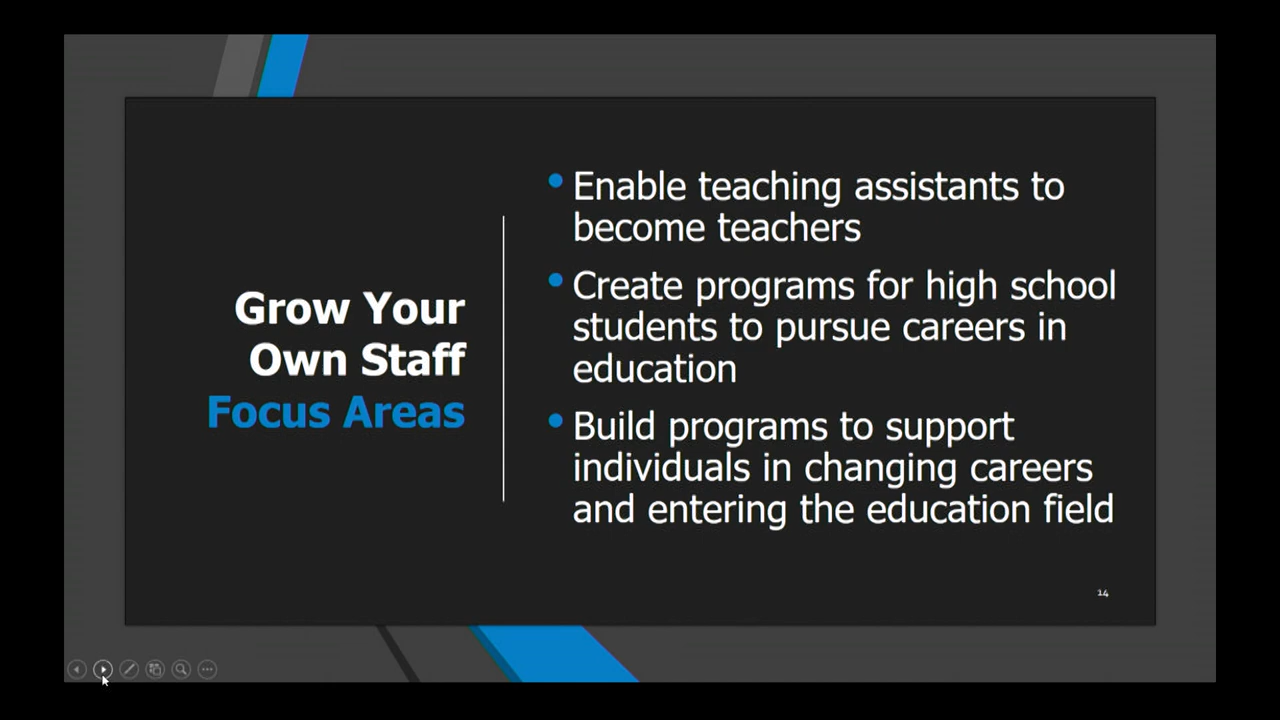 Grow Your
Own Staff
Focus Areas
• Enable teaching assistants to
become teachers
• Create programs for high school
students to pursue careers in
education
• Build programs to support
individuals in changing careers
and entering the education field
14